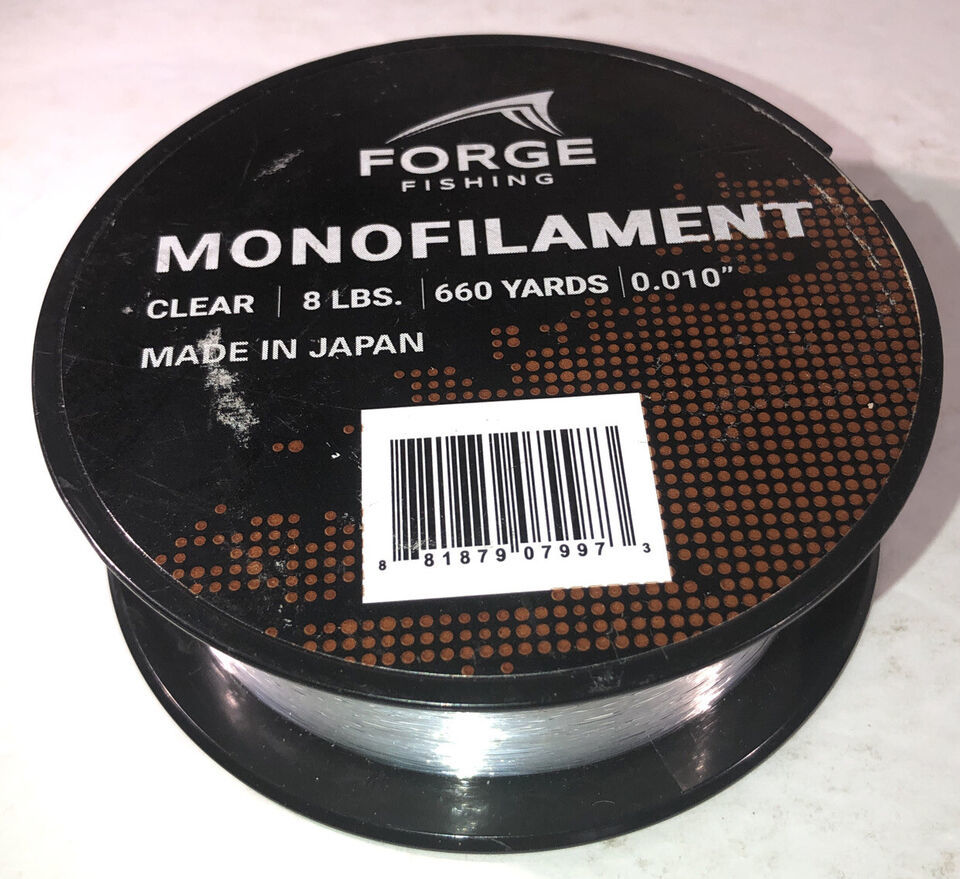 FORGE
FISHING
MONOFILAMENT
CLEAR | 8 LBS. | 660 YARDS | 0.010”
MADE IN JAPAN
8 81879 07997 3